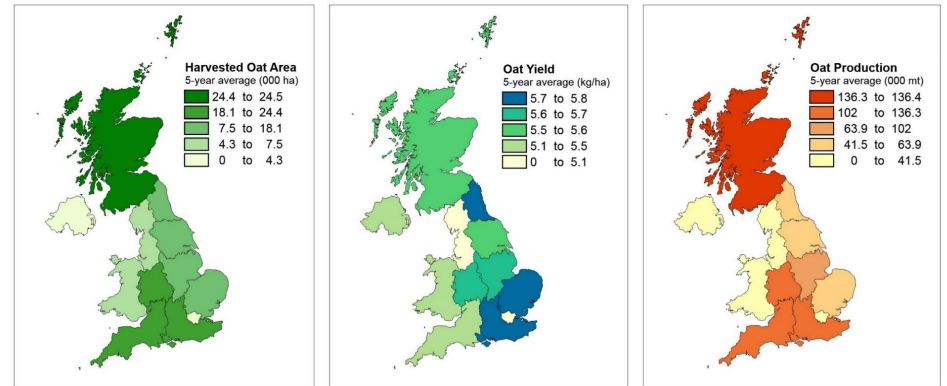 Harvested Oat Area
5-year average (000 ha)
24.4 to 24.5
18.1 to 24.4
7.5 to 18.1
4.3 to 7.5
0 to 4.3
Oat Yield
5-year average (kg/ha)
5.7 to 5.8
5.6 to 5.7
5.5 to 5.6
5.1 to 5.5
0 to 5.1
Oat Production
5-year average (000 mt)
136.3 to 136.4
102 to 136.3
63.9 to 102
41.5 to 63.9
0 to 41.5